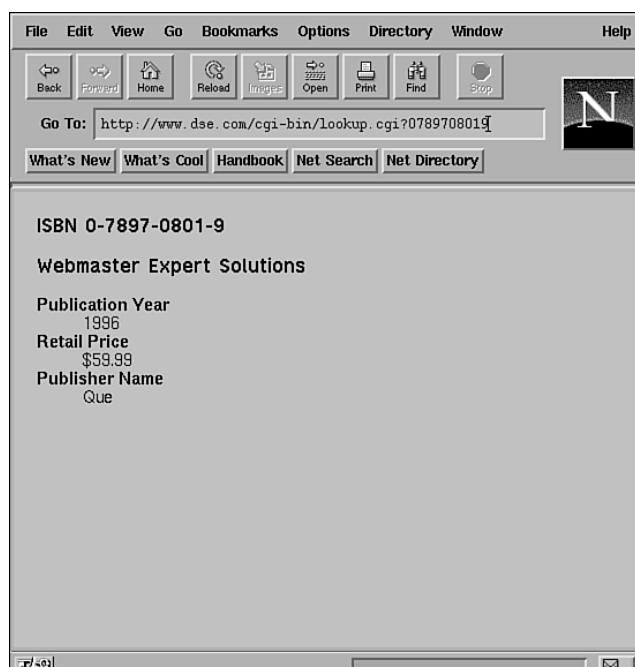 File Edit View Go Bookmarks Options Directory Window Help
Back Forward Home Reload Images Open Print Find Stop
N
Go To: http://www.dse.com/cgi-bin/lookup.cgi?0789708019
What's New What's Cool Handbook Net Search Net Directory
ISBN 0-7897-0801-9
Webmaster Expert Solutions
Publication Year
1996
Retail Price
$59.99
Publisher Name
Que